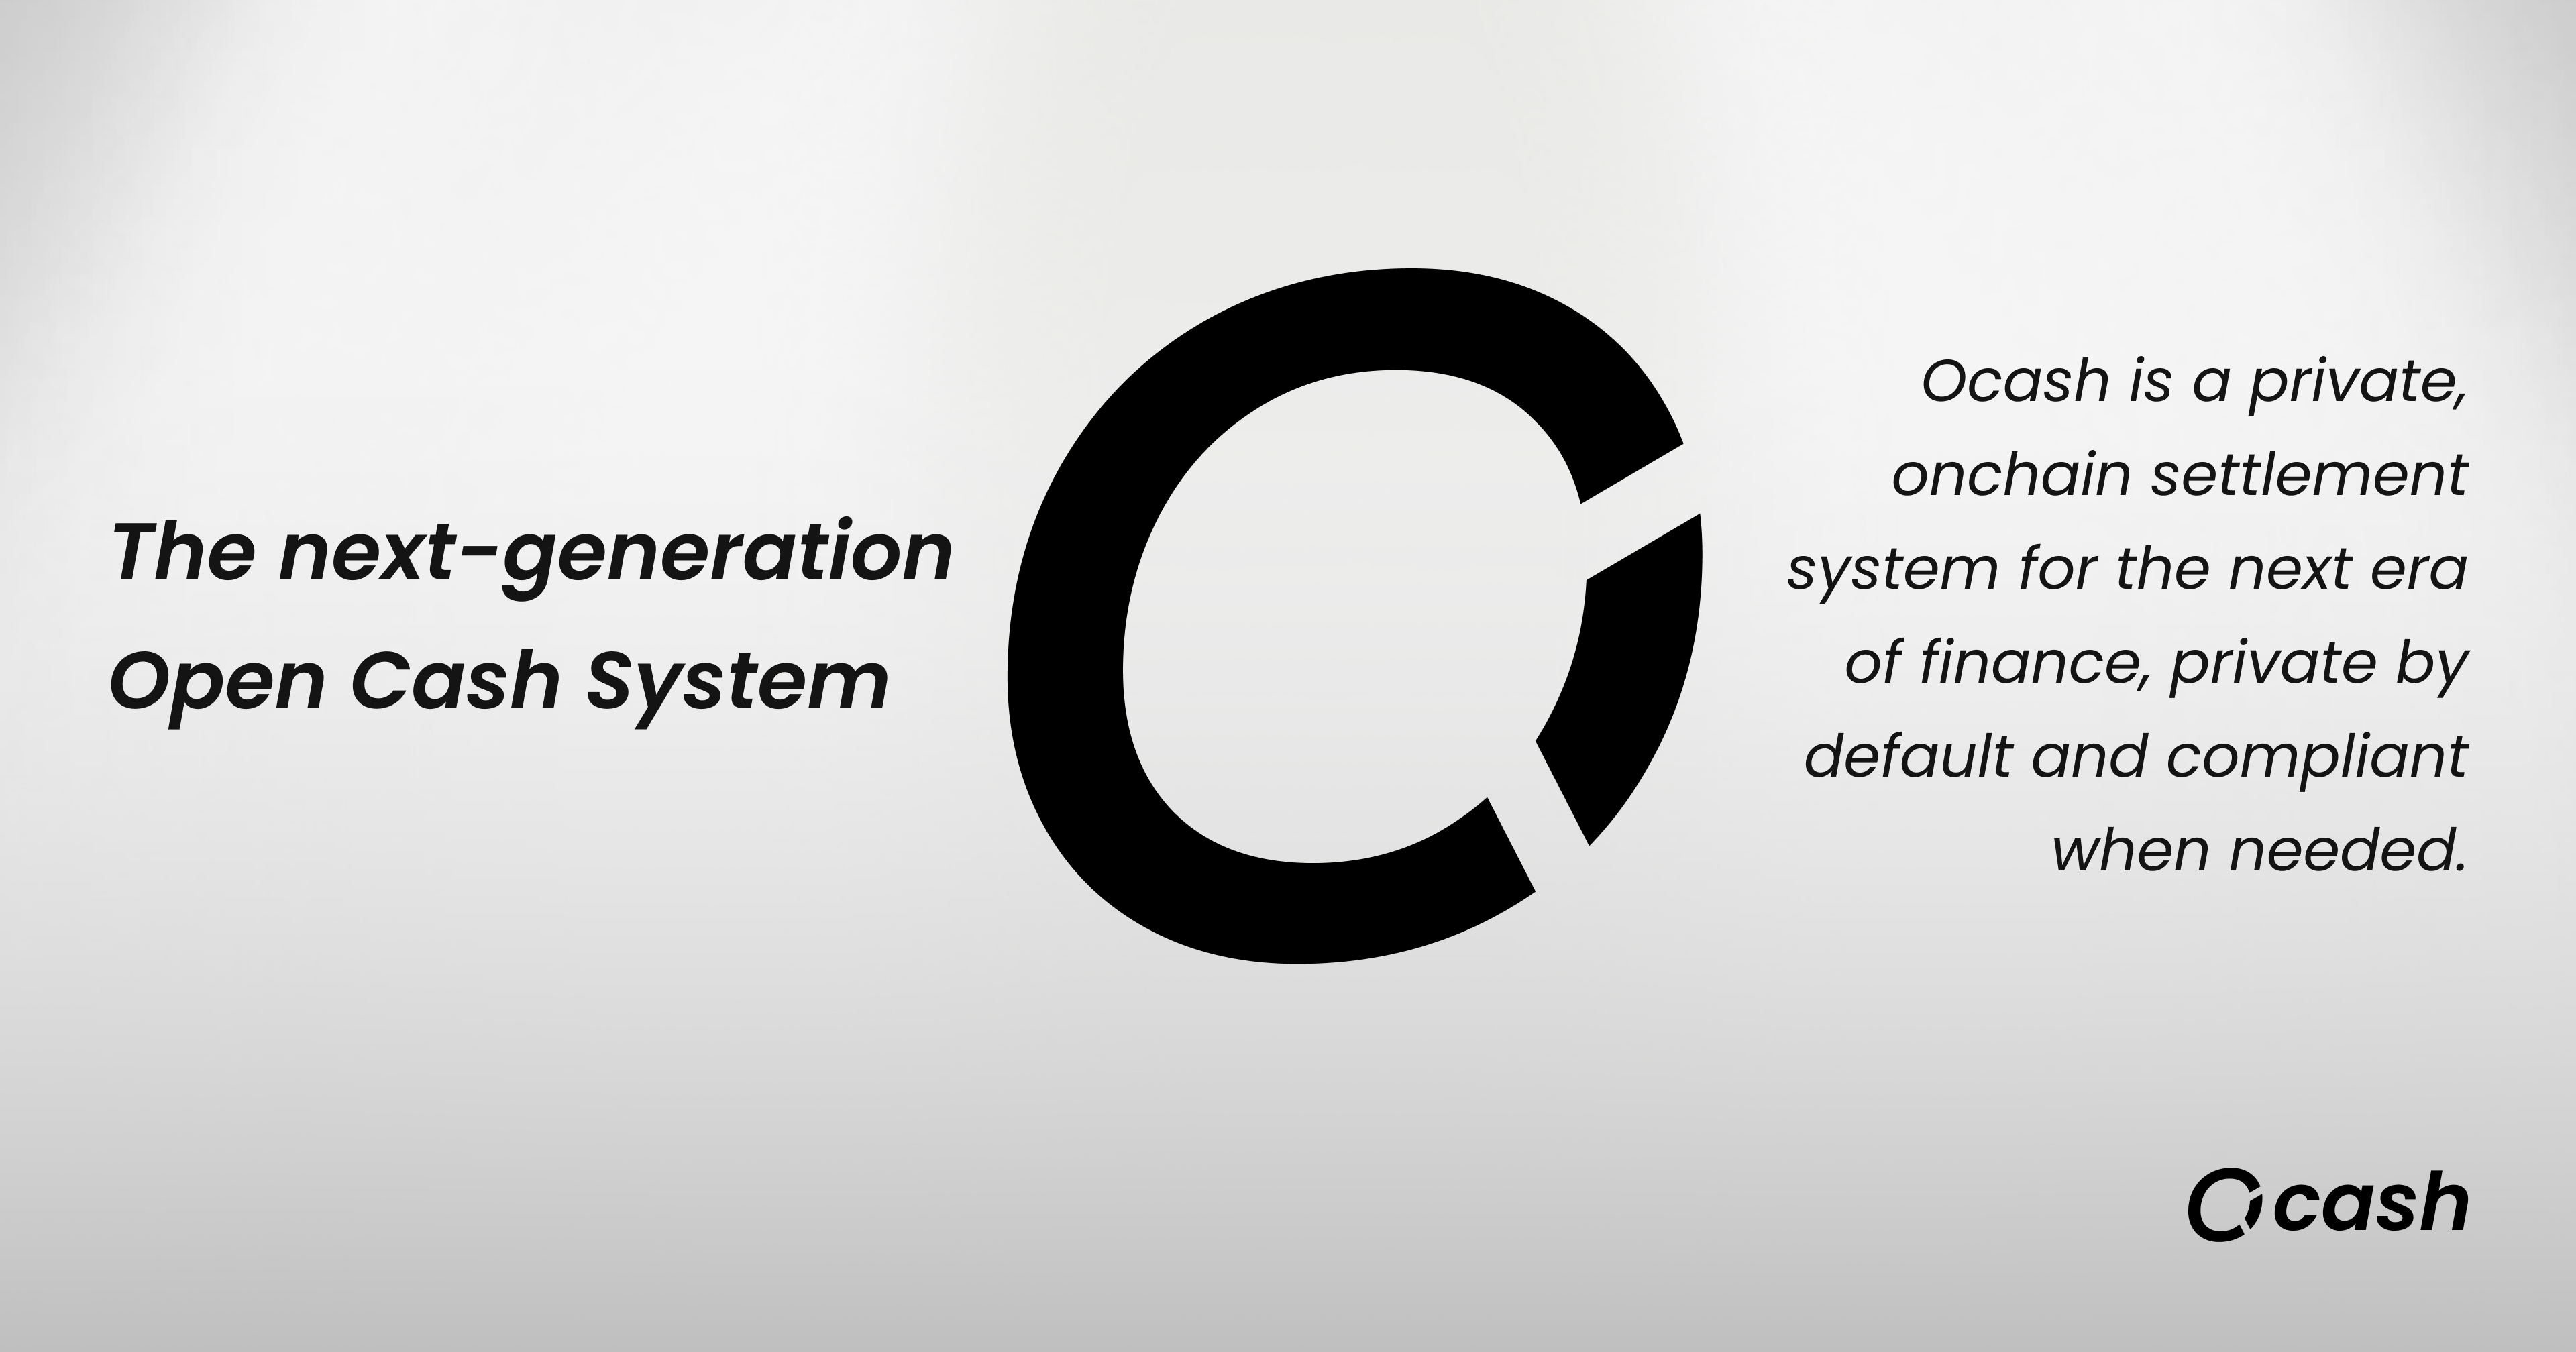 The next-generation
Open Cash System
Ocash is a private,
onchain settlement
system for the next era
of finance, private by
default and compliant
when needed.
Ocash